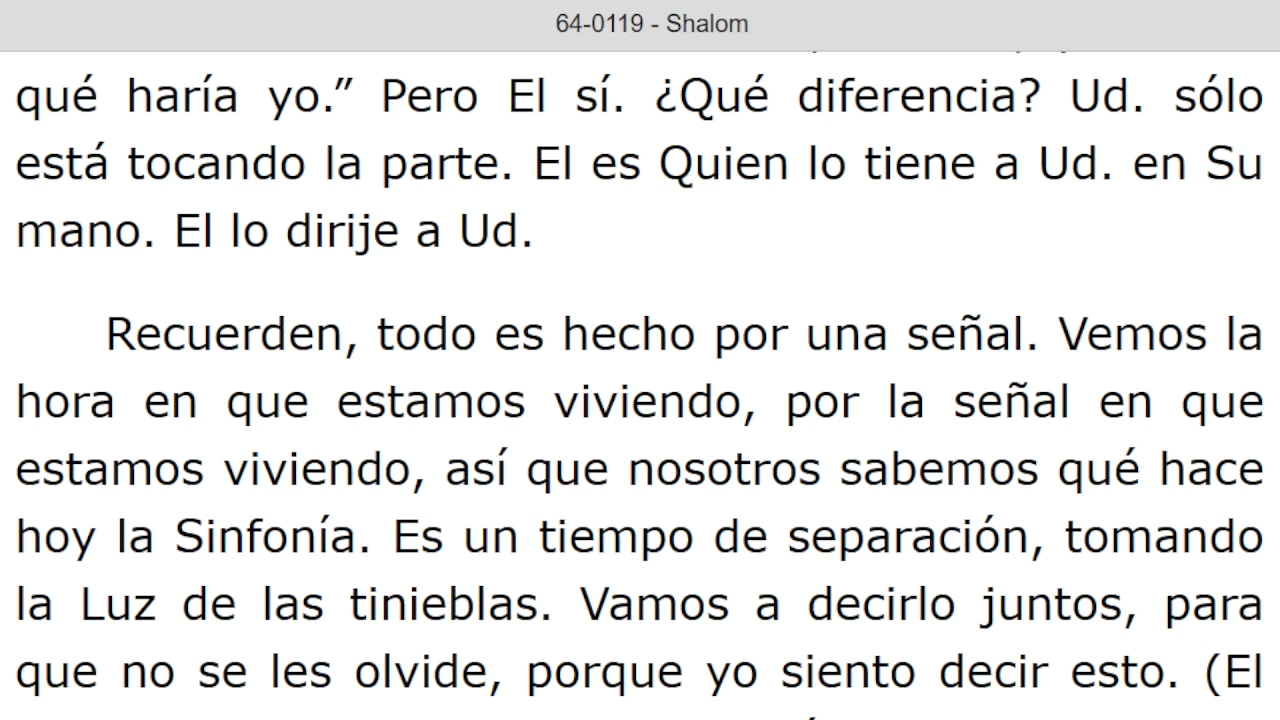 64-0119 - Shalom
qué haría yo.” Pero El sí. ¿Qué diferencia? Ud. sólo
está tocando la parte. El es Quien lo tiene a Ud. en Su
mano. El lo dirije a Ud.
Recuerden, todo es hecho por una señal. Vemos la
hora en que estamos viviendo, por la señal en que
estamos viviendo, así que nosotros sabemos qué hace
hoy la Sinfonía. Es un tiempo de separación, tomando
la Luz de las tinieblas. Vamos a decirlo juntos, para
que no se les olvide, porque yo siento decir esto. (El